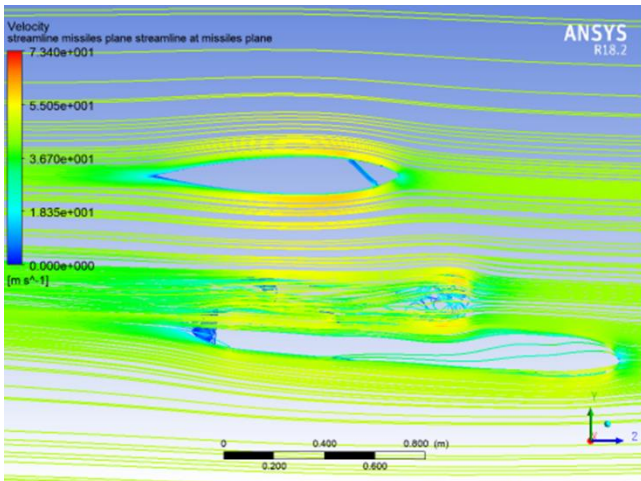 Velocity
streamline missiles plane streamline at missiles plane
7.340e+001
5.505e+001
3.670e+001
1.835e+001
0.000e+000
[m s^-1]
ANSYS
R18.2
0 0.400 0.800 (m)
0.200 0.600
Y
Z